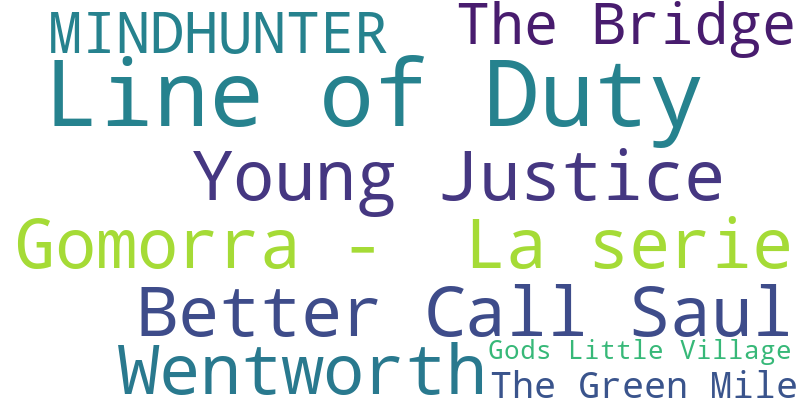 MINDHUNTER
The Bridge
Line of Duty
Young Justice
Gomorra -  La serie
Better Call Saul
Wentworth
Gods Little Village
The Green Mile